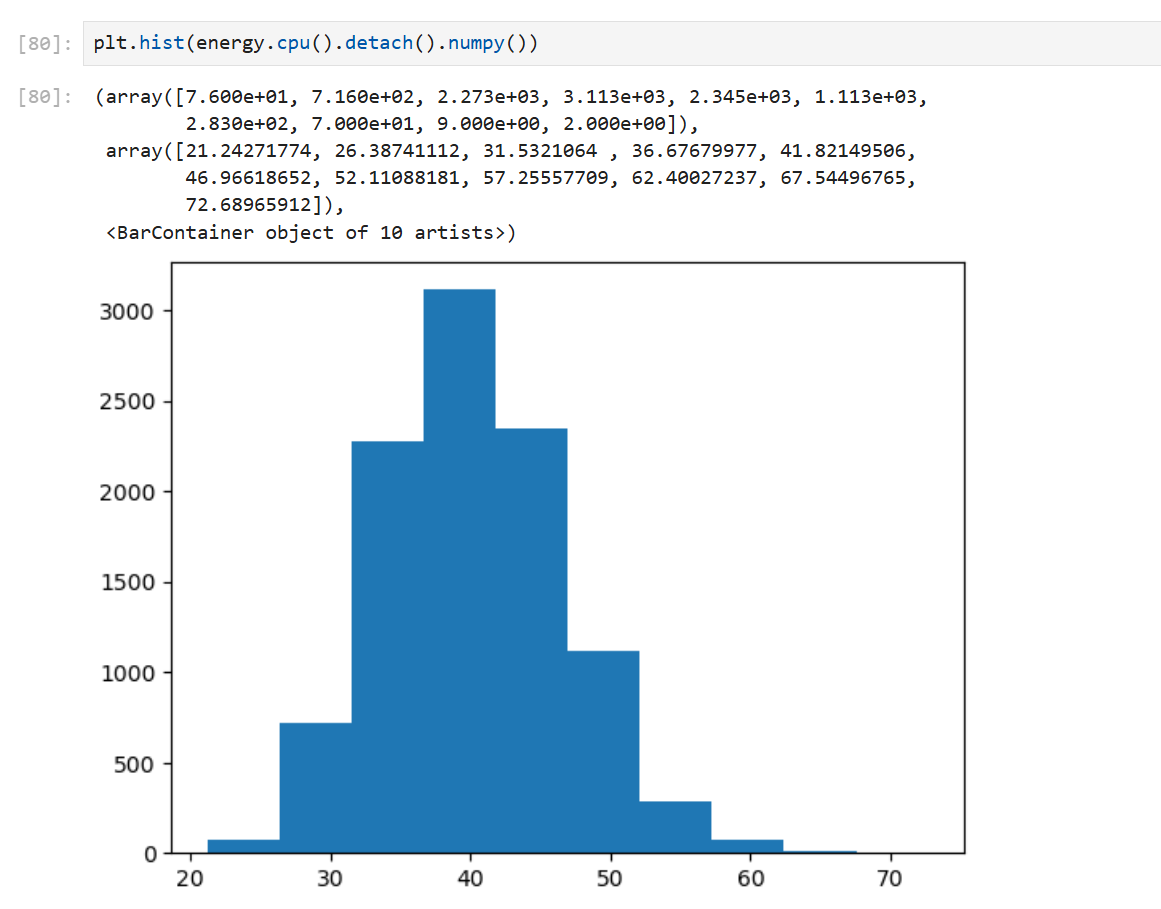 [80]: plt.hist(energy.cpu().detach().numpy())
[80]: (array([7.600e+01, 7.160e+02, 2.273e+03, 3.113e+03, 2.345e+03, 1.113e+03,
2.830e+02, 7.000e+01, 9.000e+00, 2.000e+00]),
array([21.24271774, 26.38741112, 31.5321064 , 36.67679977, 41.82149506,
46.96618652, 52.11088181, 57.25557709, 62.40027237, 67.54496765,
72.68965912]),
<BarContainer object of 10 artists>)
3000
2500
2000
1500
1000
500
0
20 30 40 50 60 70